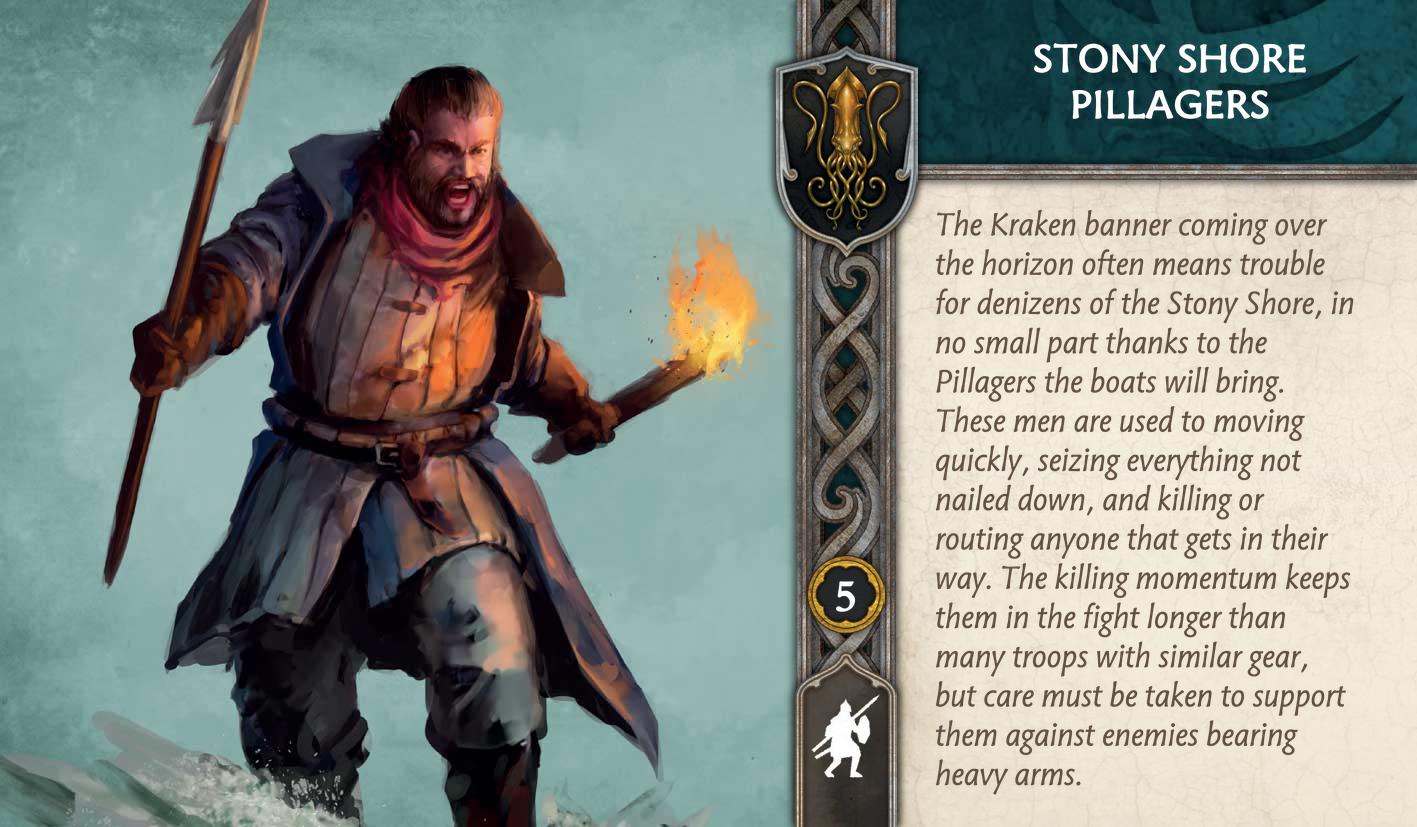 STONY SHORE
PILLAGERS
The Kraken banner coming over
the horizon often means trouble
for denizens of the Stony Shore, in
no small part thanks to the
Pillagers the boats will bring.
These men are used to moving
quickly, seizing everything not
nailed down, and killing or
routing anyone that gets in their
way. The killing momentum keeps
them in the fight longer than
many troops with similar gear,
but care must be taken to support
them against enemies bearing
heavy arms.
5